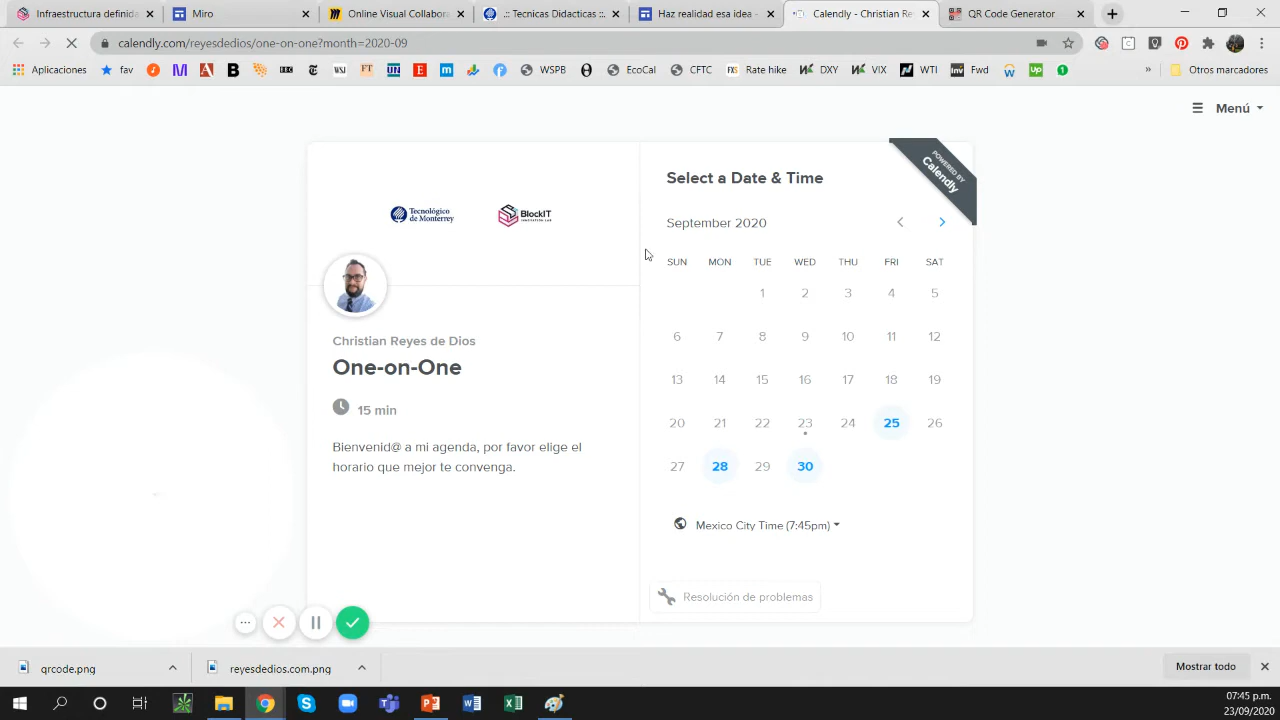 Infraestructura definida
Miro
Online Visual Collabora
.:: Tecnicas Didacticas ::.
Haz realidad esa idea -
Calendly - Christian Re
QR Code Generator
calendly.com/reyesdedios/one-on-one?month=2020-09
Aplicaciones
fav
WSPB
EcoCal
CFTC
Rate hike
DXY
VIX
WTI
Fwd
»
Otros marcadores
Menú
POWERED BY
Calendly
Tecnológico
de Monterrey
BlockIT
INNOVATION LAB
Christian Reyes de Dios
One-on-One
15 min
Bienvenid@ a mi agenda, por favor elige el
horario que mejor te convenga.
Select a Date & Time
September 2020
SUN MON TUE WED THU FRI SAT
1 2 3 4 5
6 7 8 9 10 11 12
13 14 15 16 17 18 19
20 21 22 23 24 25 26
27 28 29 30
Mexico City Time (7:45pm)
Resolución de problemas
qrcode.png
reyesdedios.com.png
Mostrar todo
07:45 p.m.
23/09/2020